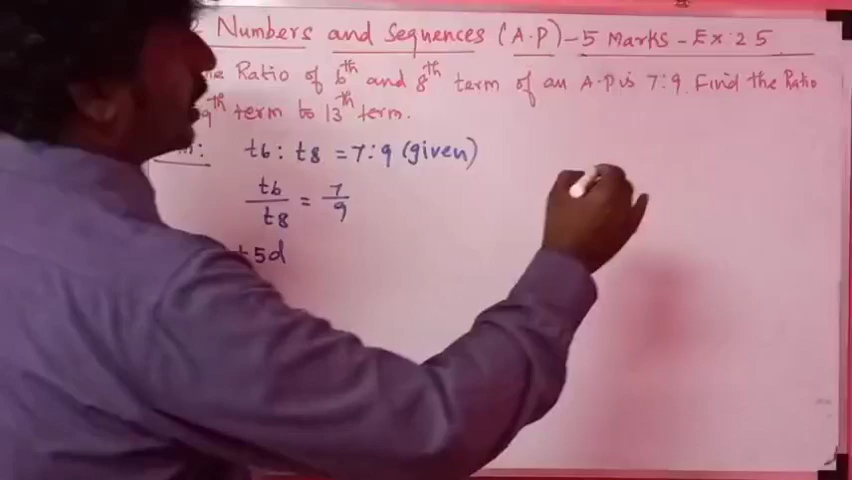 Numbers and Sequences (A.P) - 5 Marks - Ex: 2.5
Ratio of 6th and 8th term of an A.P is 7:9. Find the Ratio
9th term to 13th term.
t6 : t8 = 7:9 (given)
t6/t8 = 7/9
+5d